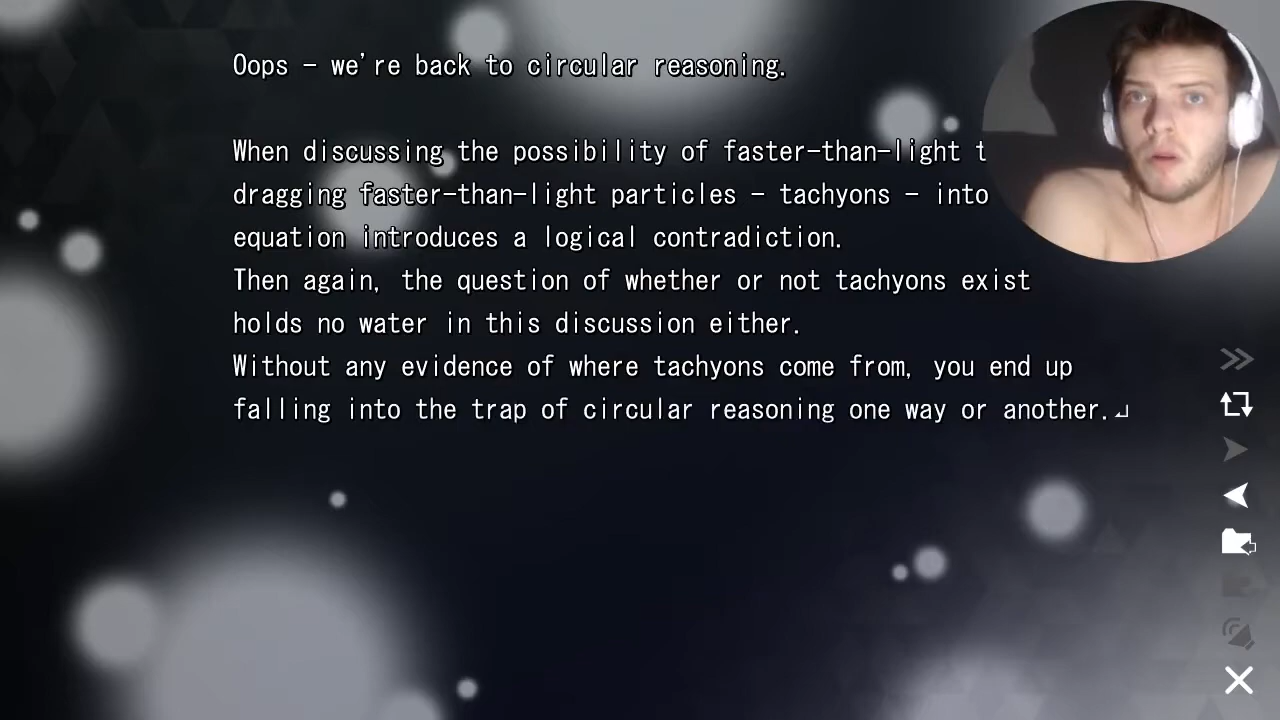 Oops – we're back to circular reasoning.
When discussing the possibility of faster–than–light t
dragging faster–than–light particles – tachyons – into
equation introduces a logical contradiction.
Then again, the question of whether or not tachyons exist
holds no water in this discussion either.
Without any evidence of where tachyons come from, you end up
falling into the trap of circular reasoning one way or another.